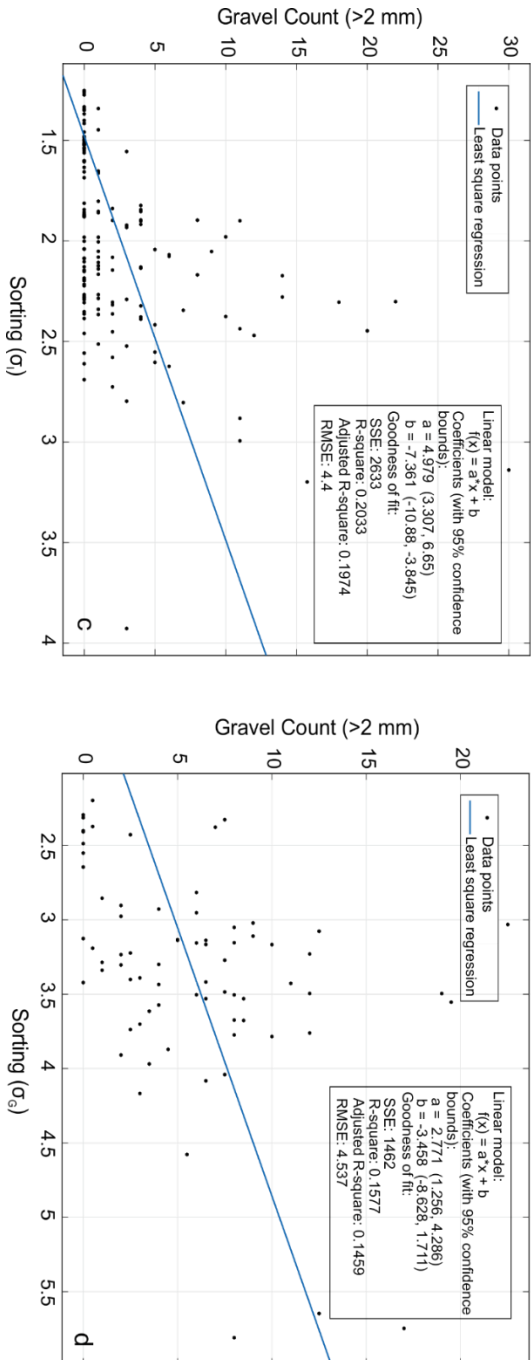 Gravel Count (>2 mm)
30
25
20
15
10
5
0
Data points
Least square regression
Linear model:
f(x) = a*x + b
Coefficients (with 95% confidence
bounds):
a = 4.979 (3.307, 6.65)
b = -7.361 (-10.88, -3.845)
Goodness of fit:
SSE: 2633
R-square: 0.2033
Adjusted R-square: 0.1974
RMSE: 4.4
c
1.5
2
2.5
3
3.5
4
Sorting (σI)
Gravel Count (>2 mm)
20
15
10
5
0
Data points
Least square regression
Linear model:
f(x) = a*x + b
Coefficients (with 95% confidence
bounds):
a = 2.771 (1.256, 4.286)
b = -3.458 (-8.628, 1.711)
Goodness of fit:
SSE: 1462
R-square: 0.1577
Adjusted R-square: 0.1459
RMSE: 4.537
d
2.5
3
3.5
4
4.5
5
5.5
Sorting (σG)